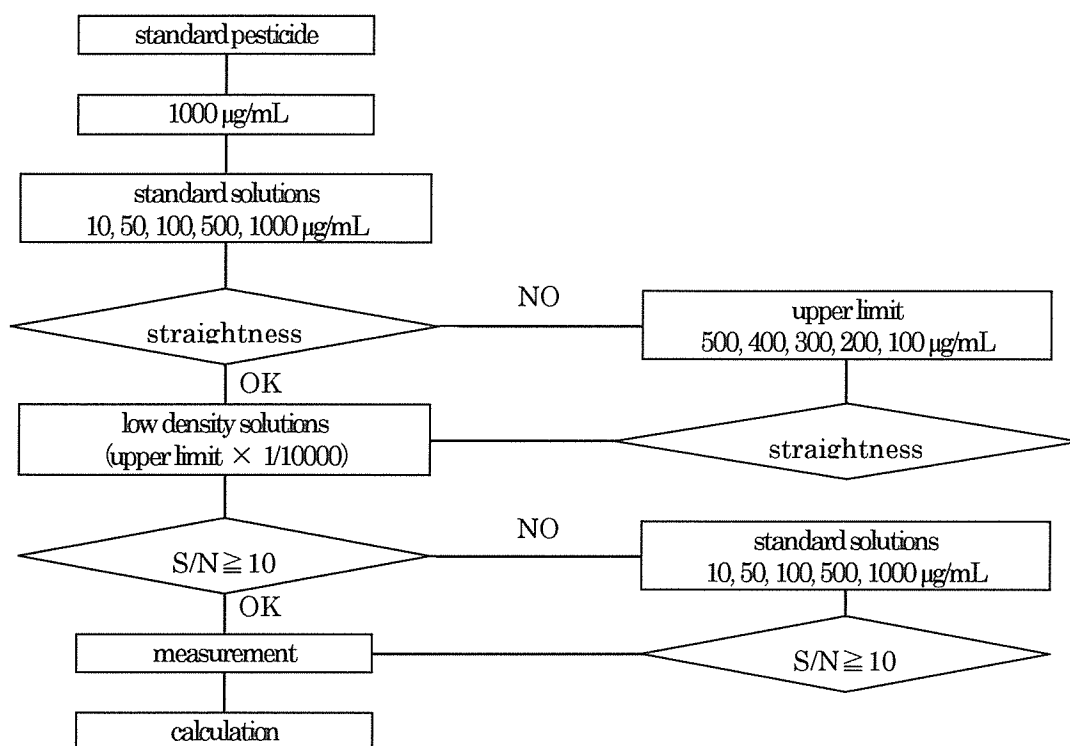 standard pesticide
1000 μg/mL
standard solutions
10, 50, 100, 500, 1000 μg/mL
straightness
NO
upper limit
500, 400, 300, 200, 100 μg/mL
OK
low density solutions
(upper limit × 1/10000)
straightness
S/N≧10
NO
standard solutions
10, 50, 100, 500, 1000 μg/mL
OK
measurement
S/N≧10
calculation